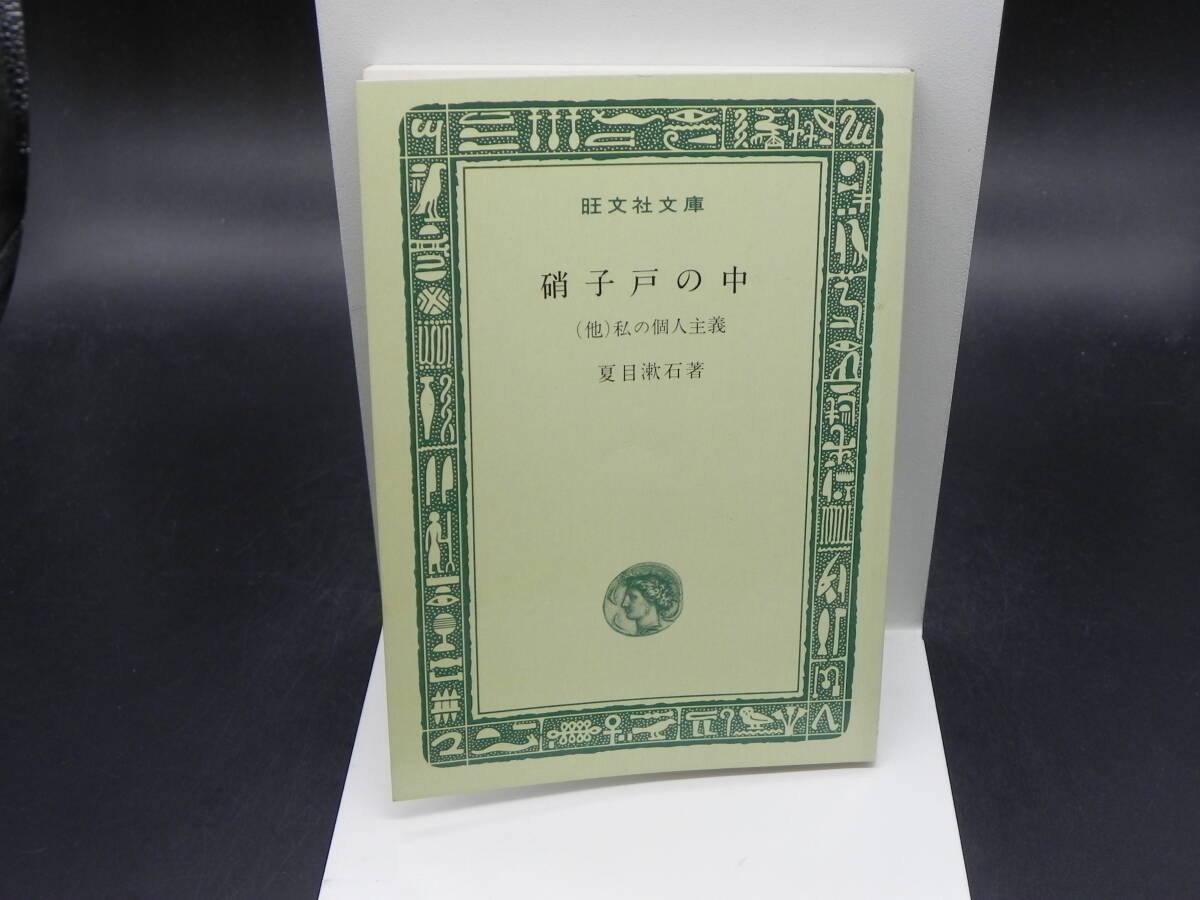 旺文社文庫
硝子戸の中
（他）私の個人主義
夏目漱石著